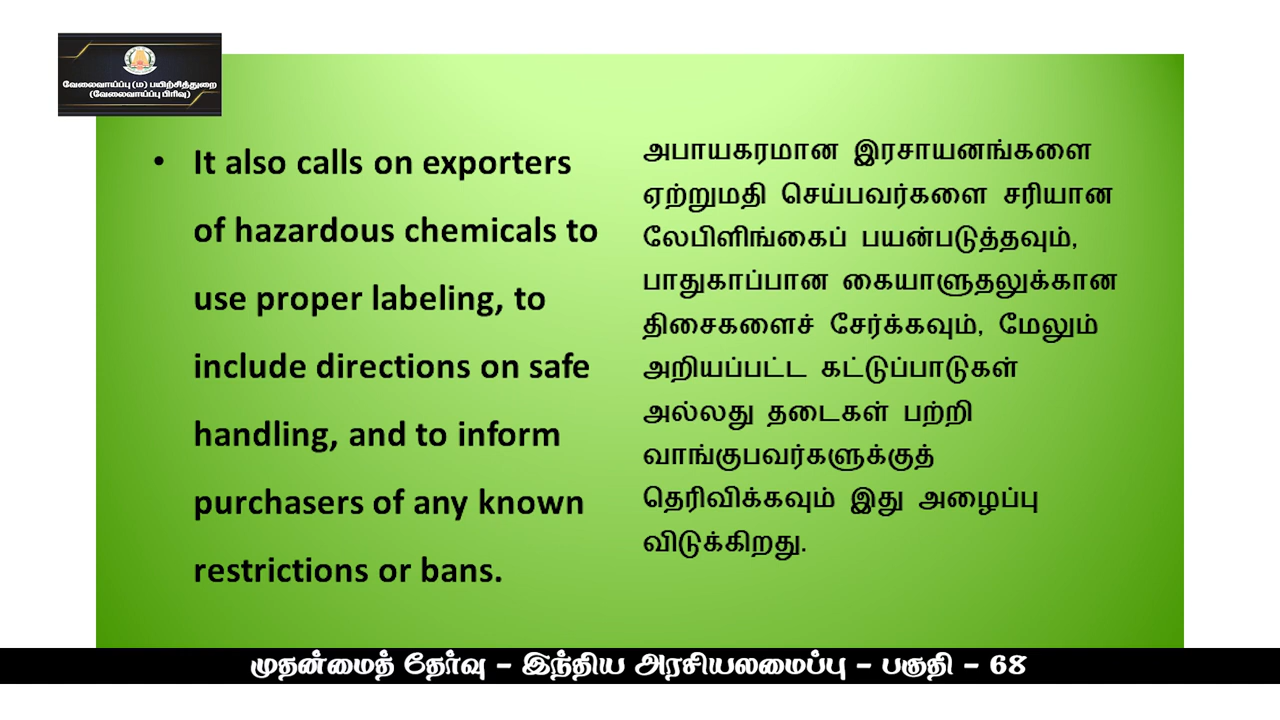 வேலைவாய்ப்பு (ம) பயிற்சித்துறை
(வேலைவாய்ப்பு பிரிவு)
• It also calls on exporters
of hazardous chemicals to
use proper labeling, to
include directions on safe
handling, and to inform
purchasers of any known
restrictions or bans.
அபாயகரமான இரசாயனங்களை
ஏற்றுமதி செய்பவர்களை சரியான
லேபிளிங்கைப் பயன்படுத்தவும்,
பாதுகாப்பான கையாளுதலுக்கான
திசைகளைச் சேர்க்கவும், மேலும்
அறியப்பட்ட கட்டுப்பாடுகள்
அல்லது தடைகள் பற்றி
வாங்குபவர்களுக்குத்
தெரிவிக்கவும் இது அழைப்பு
விடுக்கிறது.
முதன்மைத் தேர்வு – இந்திய அரசியலமைப்பு – பகுதி – 68